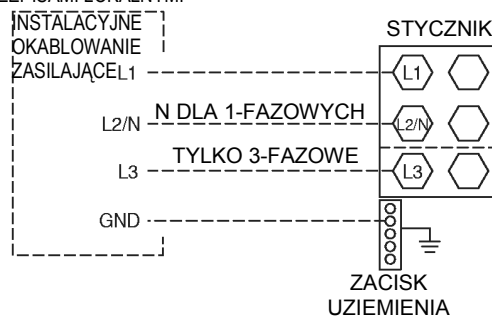 INSTALACYJNE
OKABLOWANIE
ZASILAJĄCE
STYCZNIK
L1
L1
L2/N
N DLA 1-FAZOWYCH
L2/N
L3
TYLKO 3-FAZOWE
L3
GND
ZACISK
UZIEMIENIA